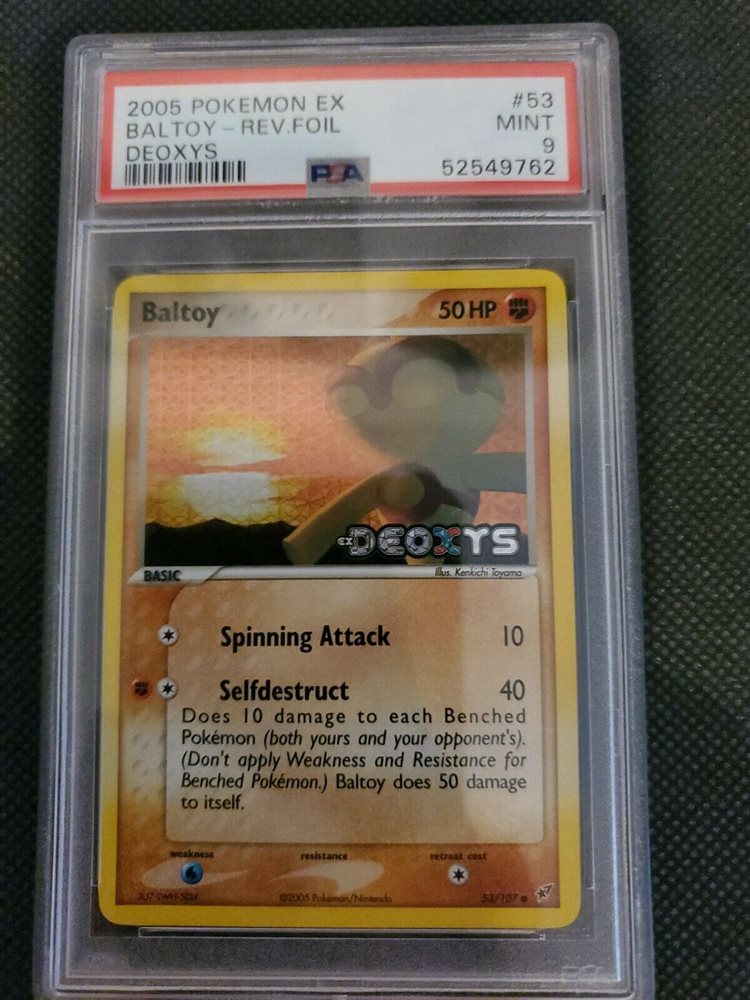 2005 POKEMON EX #53
BALTOY - REV.FOIL MINT
DEOXYS 9
PSA 52549762
Baltoy 50 HP
EX DEOXYS
BASIC Illus. Kenkichi Toyama
Spinning Attack 10
Selfdestruct 40
Does 10 damage to each Benched
Pokémon (both yours and your opponent's).
(Don't apply Weakness and Resistance for
Benched Pokémon.) Baltoy does 50 damage
to itself.
weakness resistance retreat cost
©2005 Pokémon/Nintendo 53/107